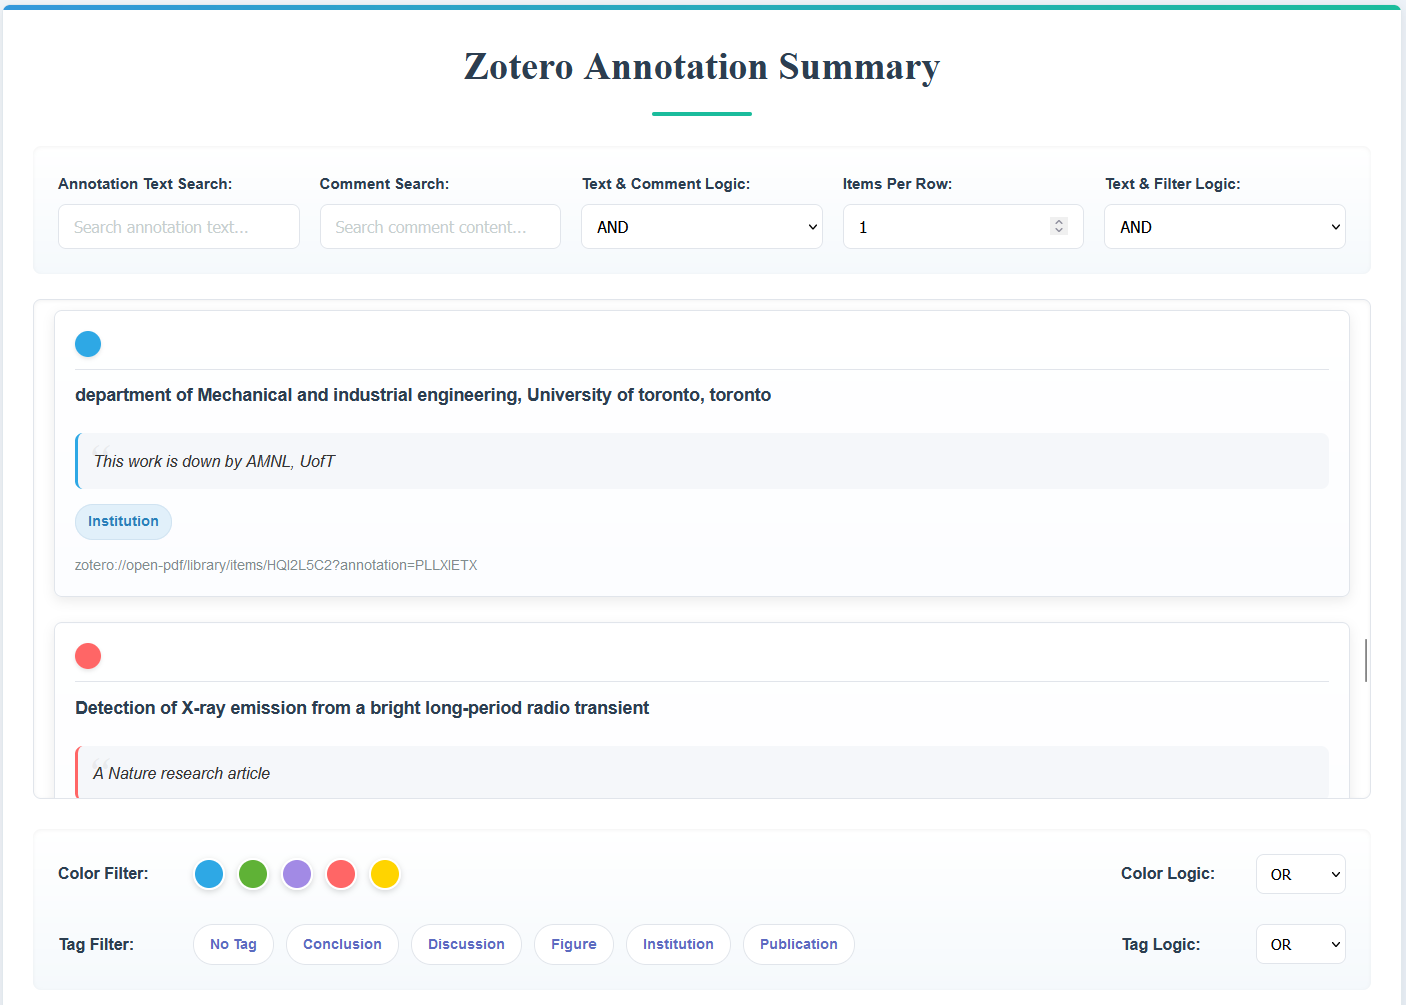 Zotero Annotation Summary
Annotation Text Search: Comment Search: Text & Comment Logic: Items Per Row: Text & Filter Logic:
Search annotation text... Search comment content... AND 1 AND
department of Mechanical and industrial engineering, University of toronto, toronto
This work is down by AMNL, UofT
Institution
zotero://open-pdf/library/items/HQI2L5C2?annotation=PLLXIETX
Detection of X-ray emission from a bright long-period radio transient
A Nature research article
Color Filter: Color Logic: OR
Tag Filter: No Tag Conclusion Discussion Figure Institution Publication Tag Logic: OR